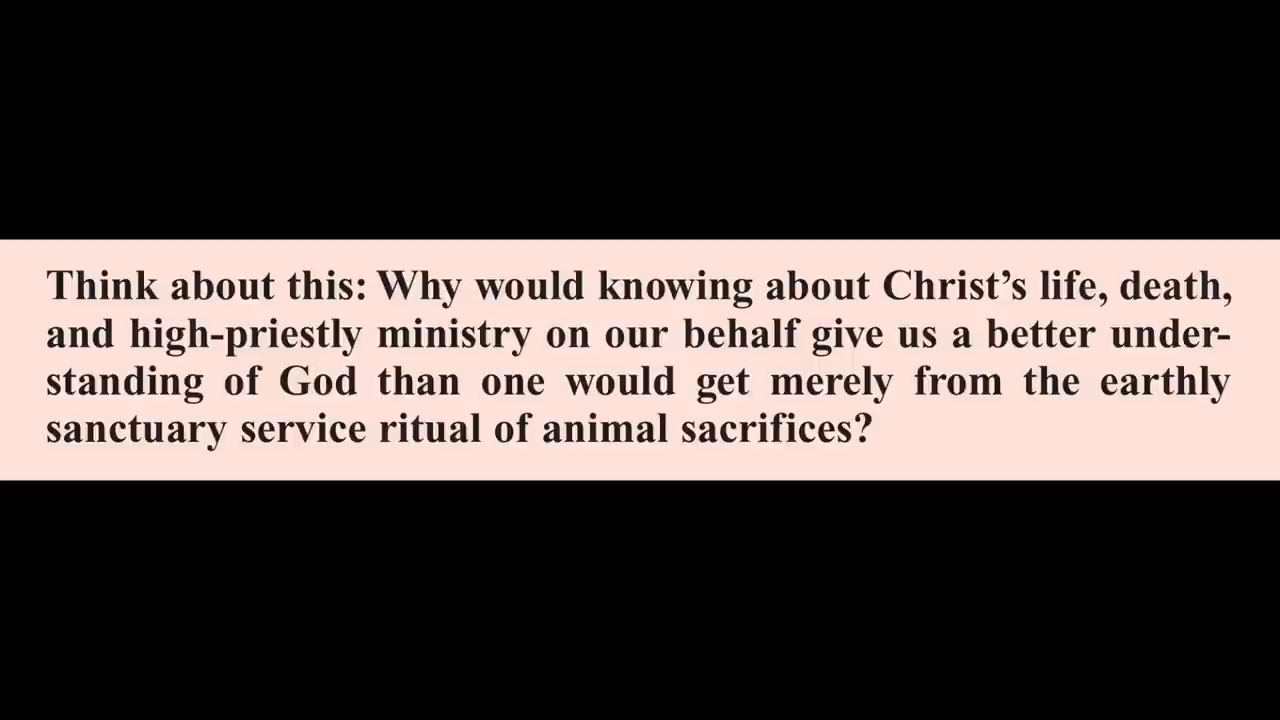 Think about this: Why would knowing about Christ’s life, death,
and high-priestly ministry on our behalf give us a better under-
standing of God than one would get merely from the earthly
sanctuary service ritual of animal sacrifices?